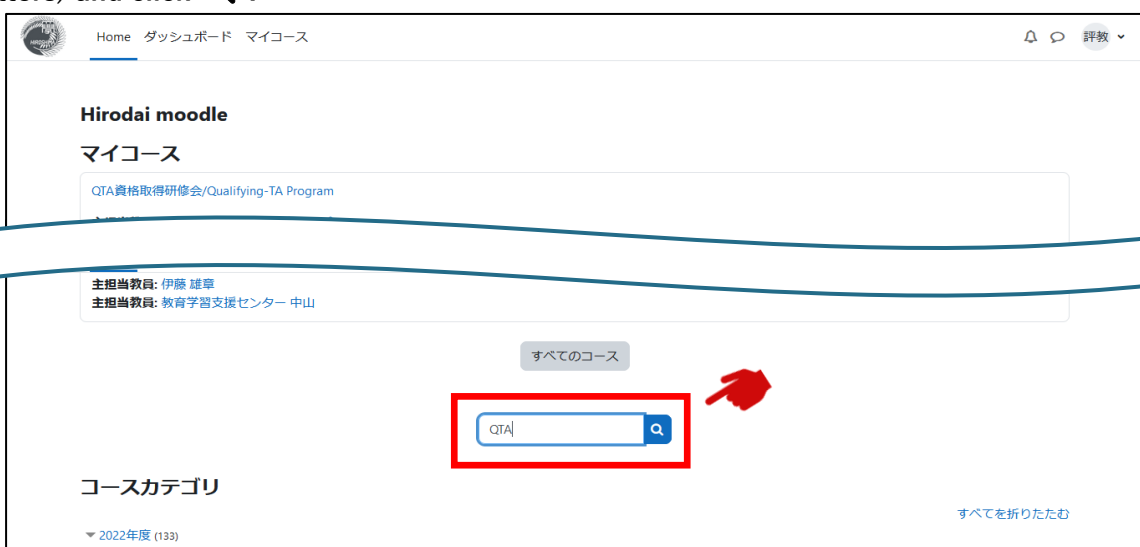 Home ダッシュボード マイコース 評教
Hirodai moodle
マイコース
QTA資格取得研修会/Qualifying-TA Program
主担当教員: 伊藤 雄章
主担当教員: 教育学習支援センター 中山
すべてのコース
QTA
コースカテゴリ
すべてを折りたたむ
2022年度 (133)